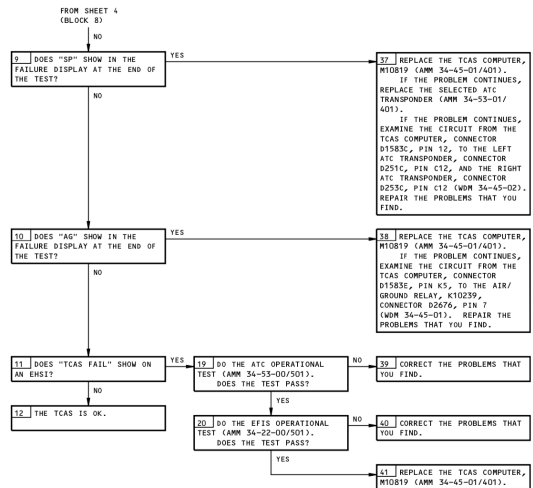 FROM SHEET 4
(BLOCK 8)
NO
9 DOES "SP" SHOW IN THE
FAILURE DISPLAY AT THE END OF
THE TEST?
YES
37 REPLACE THE TCAS COMPUTER,
M10819 (AMM 34-45-01/401).
IF THE PROBLEM CONTINUES,
REPLACE THE SELECTED ATC
TRANSPONDER (AMM 34-53-01/
401).
IF THE PROBLEM CONTINUES,
EXAMINE THE CIRCUIT FROM THE
TCAS COMPUTER, CONNECTOR
D1583C, PIN 12, TO THE LEFT
ATC TRANSPONDER, CONNECTOR
D251C, PIN C12, AND THE RIGHT
ATC TRANSPONDER, CONNECTOR
D253C, PIN C12 (WDM 34-45-02).
REPAIR THE PROBLEMS THAT YOU
FIND.
NO
10 DOES "AG" SHOW IN THE
FAILURE DISPLAY AT THE END OF
THE TEST?
YES
38 REPLACE THE TCAS COMPUTER,
M10819 (AMM 34-45-01/401).
IF THE PROBLEM CONTINUES,
EXAMINE THE CIRCUIT FROM THE
TCAS COMPUTER, CONNECTOR
D1583E, PIN K5, TO THE AIR/
GROUND RELAY, K10239,
CONNECTOR D2676, PIN 7
(WDM 34-45-01). REPAIR THE
PROBLEMS THAT YOU FIND.
NO
11 DOES "TCAS FAIL" SHOW ON
AN EHSI?
YES
19 DO THE ATC OPERATIONAL
TEST (AMM 34-53-00/501).
DOES THE TEST PASS?
NO
39 CORRECT THE PROBLEMS THAT
YOU FIND.
NO
12 THE TCAS IS OK.
YES
20 DO THE EFIS OPERATIONAL
TEST (AMM 34-22-00/501).
DOES THE TEST PASS?
NO
40 CORRECT THE PROBLEMS THAT
YOU FIND.
YES
41 REPLACE THE TCAS COMPUTER,
M10819 (AMM 34-45-01/401).